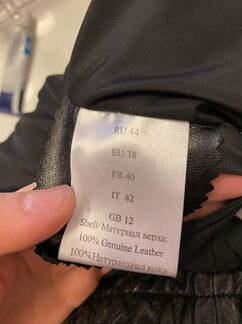 RU 44
EU 38
FR 40
IT 42
GB 12
Shell/Материал верха:
100% Genuine Leather
100% Натуральная кожа